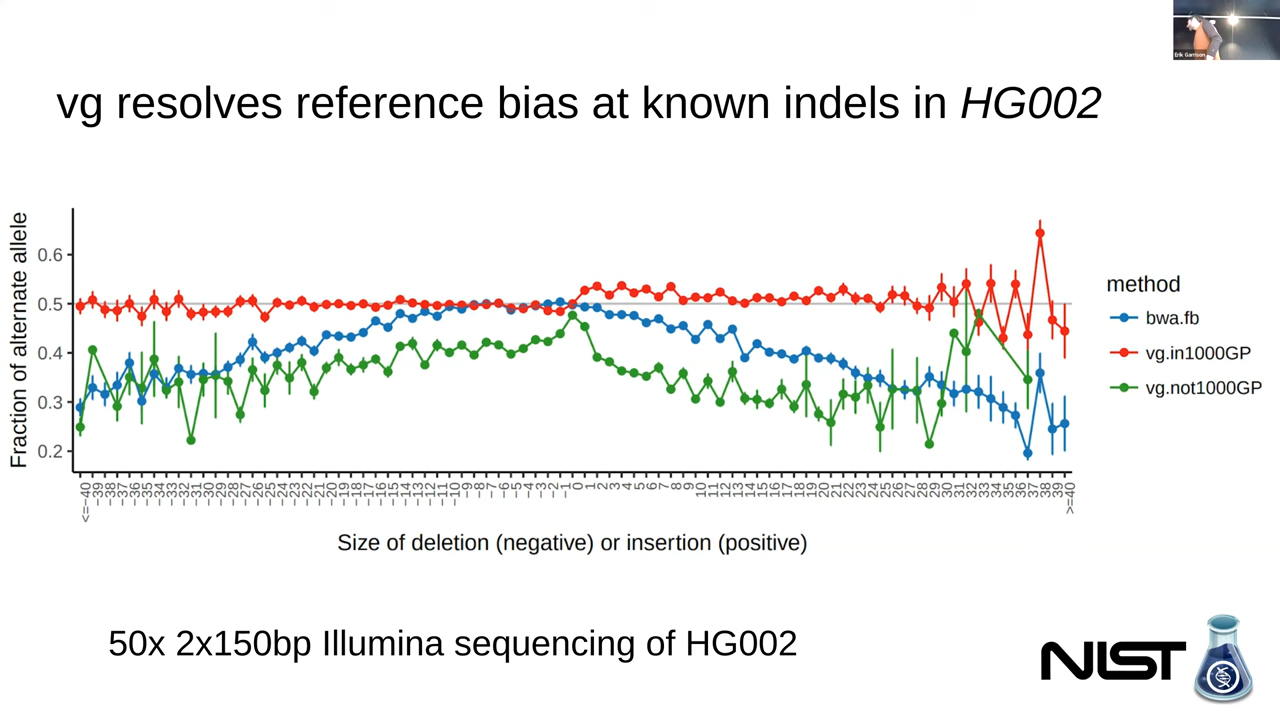 Erik Garrison
vg resolves reference bias at known indels in HG002
Fraction of alternate allele
0.6
0.5
0.4
0.3
0.2
<=−40 −39 −38 −37 −36 −35 −34 −33 −32 −31 −30 −29 −28 −27 −26 −25 −24 −23 −22 −21 −20 −19 −18 −17 −16 −15 −14 −13 −12 −11 −10 −9 −8 −7 −6 −5 −4 −3 −2 −1 0 1 2 3 4 5 6 7 8 9 10 11 12 13 14 15 16 17 18 19 20 21 22 23 24 25 26 27 28 29 30 31 32 33 34 35 36 37 38 39 >=40
Size of deletion (negative) or insertion (positive)
method
bwa.fb
vg.in1000GP
vg.not1000GP
50x 2x150bp Illumina sequencing of HG002
NIST